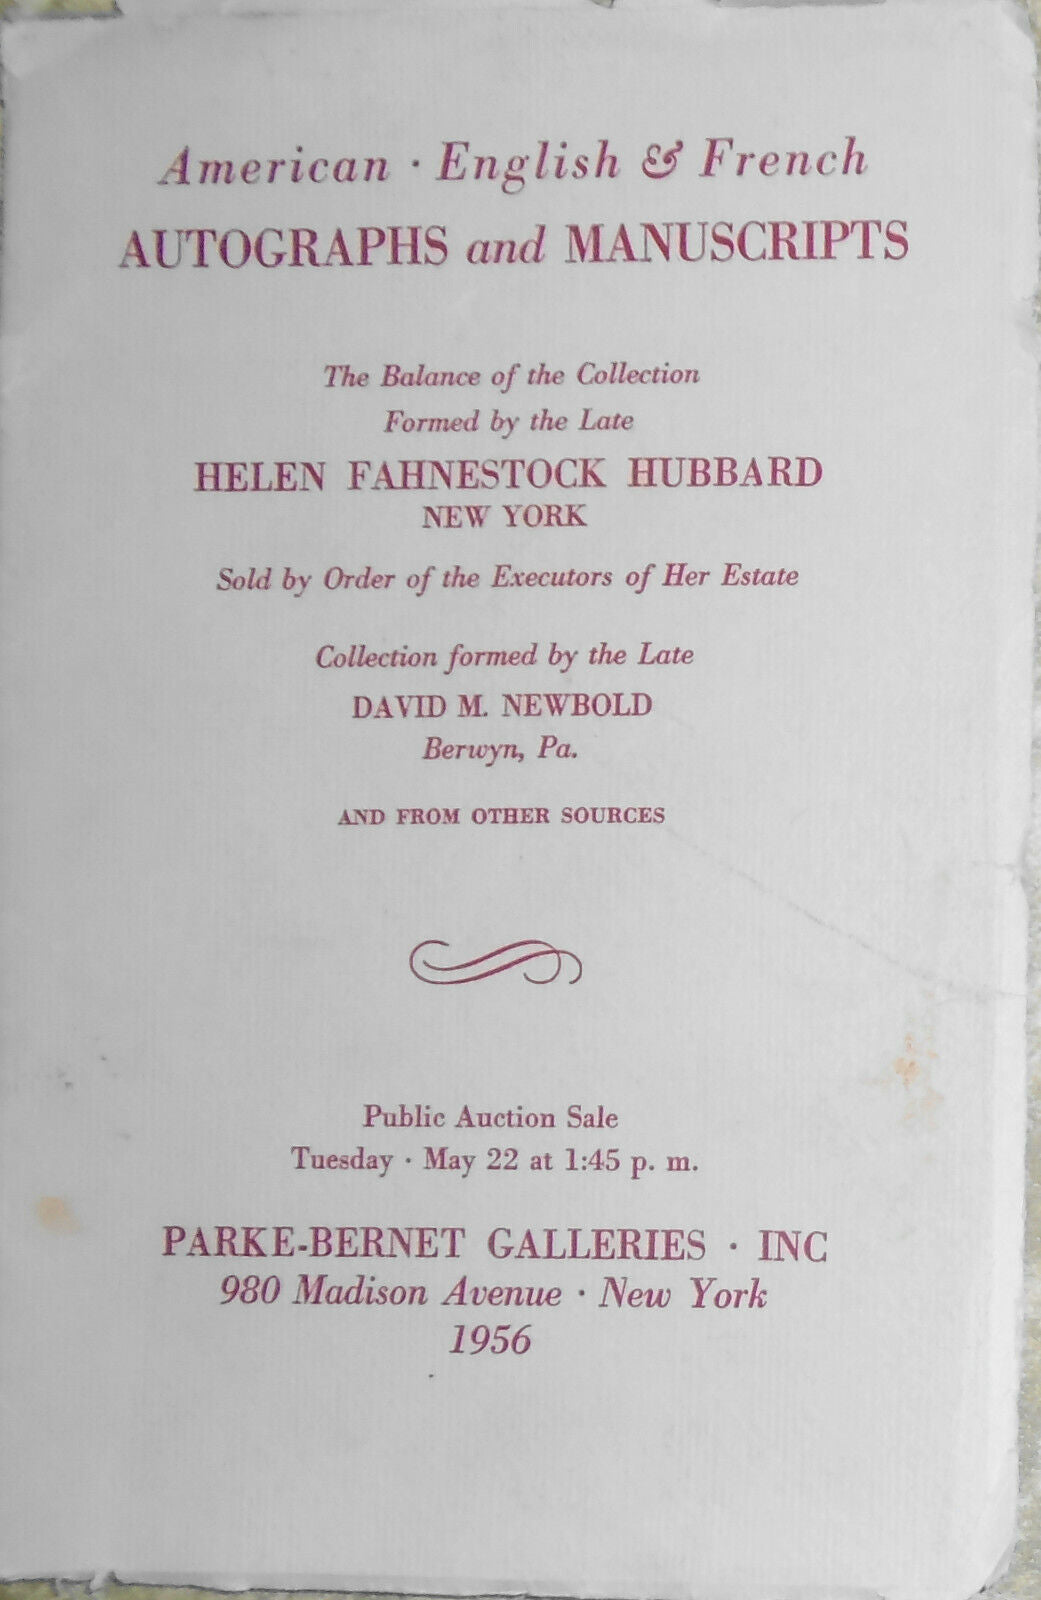 American · English & French
AUTOGRAPHS and MANUSCRIPTS
The Balance of the Collection
Formed by the Late
HELEN FAHNESTOCK HUBBARD
NEW YORK
Sold by Order of the Executors of Her Estate
Collection formed by the Late
DAVID M. NEWBOLD
Berwyn, Pa.
AND FROM OTHER SOURCES
Public Auction Sale
Tuesday · May 22 at 1:45 p. m.
PARKE-BERNET GALLERIES · INC
980 Madison Avenue · New York
1956